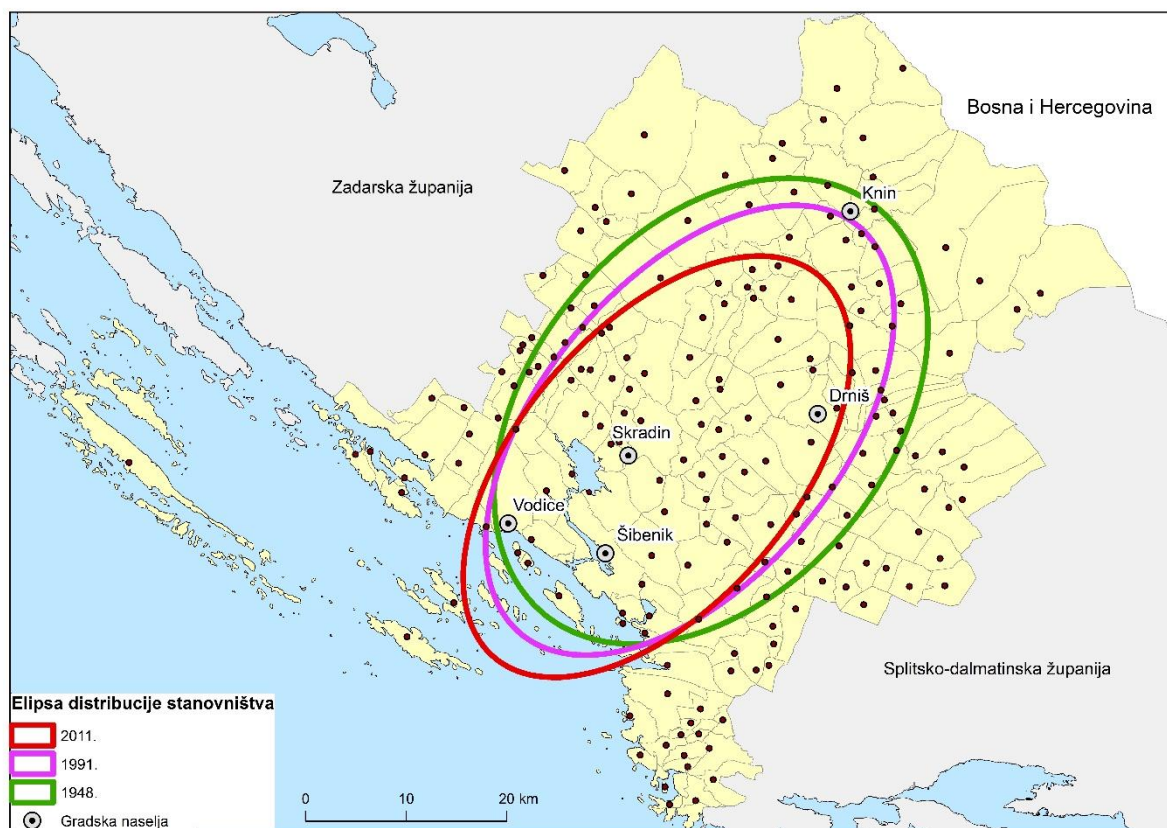 Bosna i Hercegovina
Zadarska županija
Knin
Drniš
Skradin
Vodice
Šibenik
Splitsko-dalmatinska županija
Elipsa distribucije stanovništva
2011.
1991.
1948.
Gradska naselja
0 10 20 km